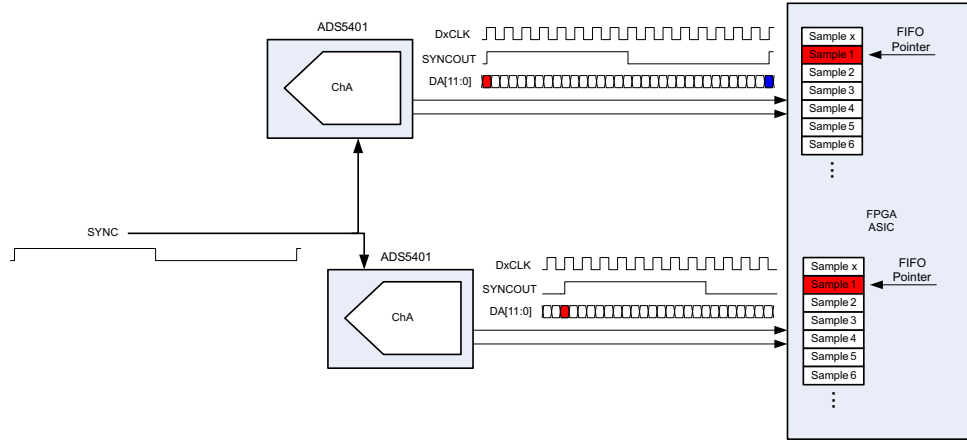 ADS5401
ChA
DxCLK
SYNCOUT
DA[11:0]
Sample x
Sample 1
Sample 2
Sample 3
Sample 4
Sample 5
Sample 6
FIFO
Pointer
SYNC
FPGA
ASIC
ADS5401
ChA
DxCLK
SYNCOUT
DA[11:0]
Sample x
Sample 1
Sample 2
Sample 3
Sample 4
Sample 5
Sample 6
FIFO
Pointer